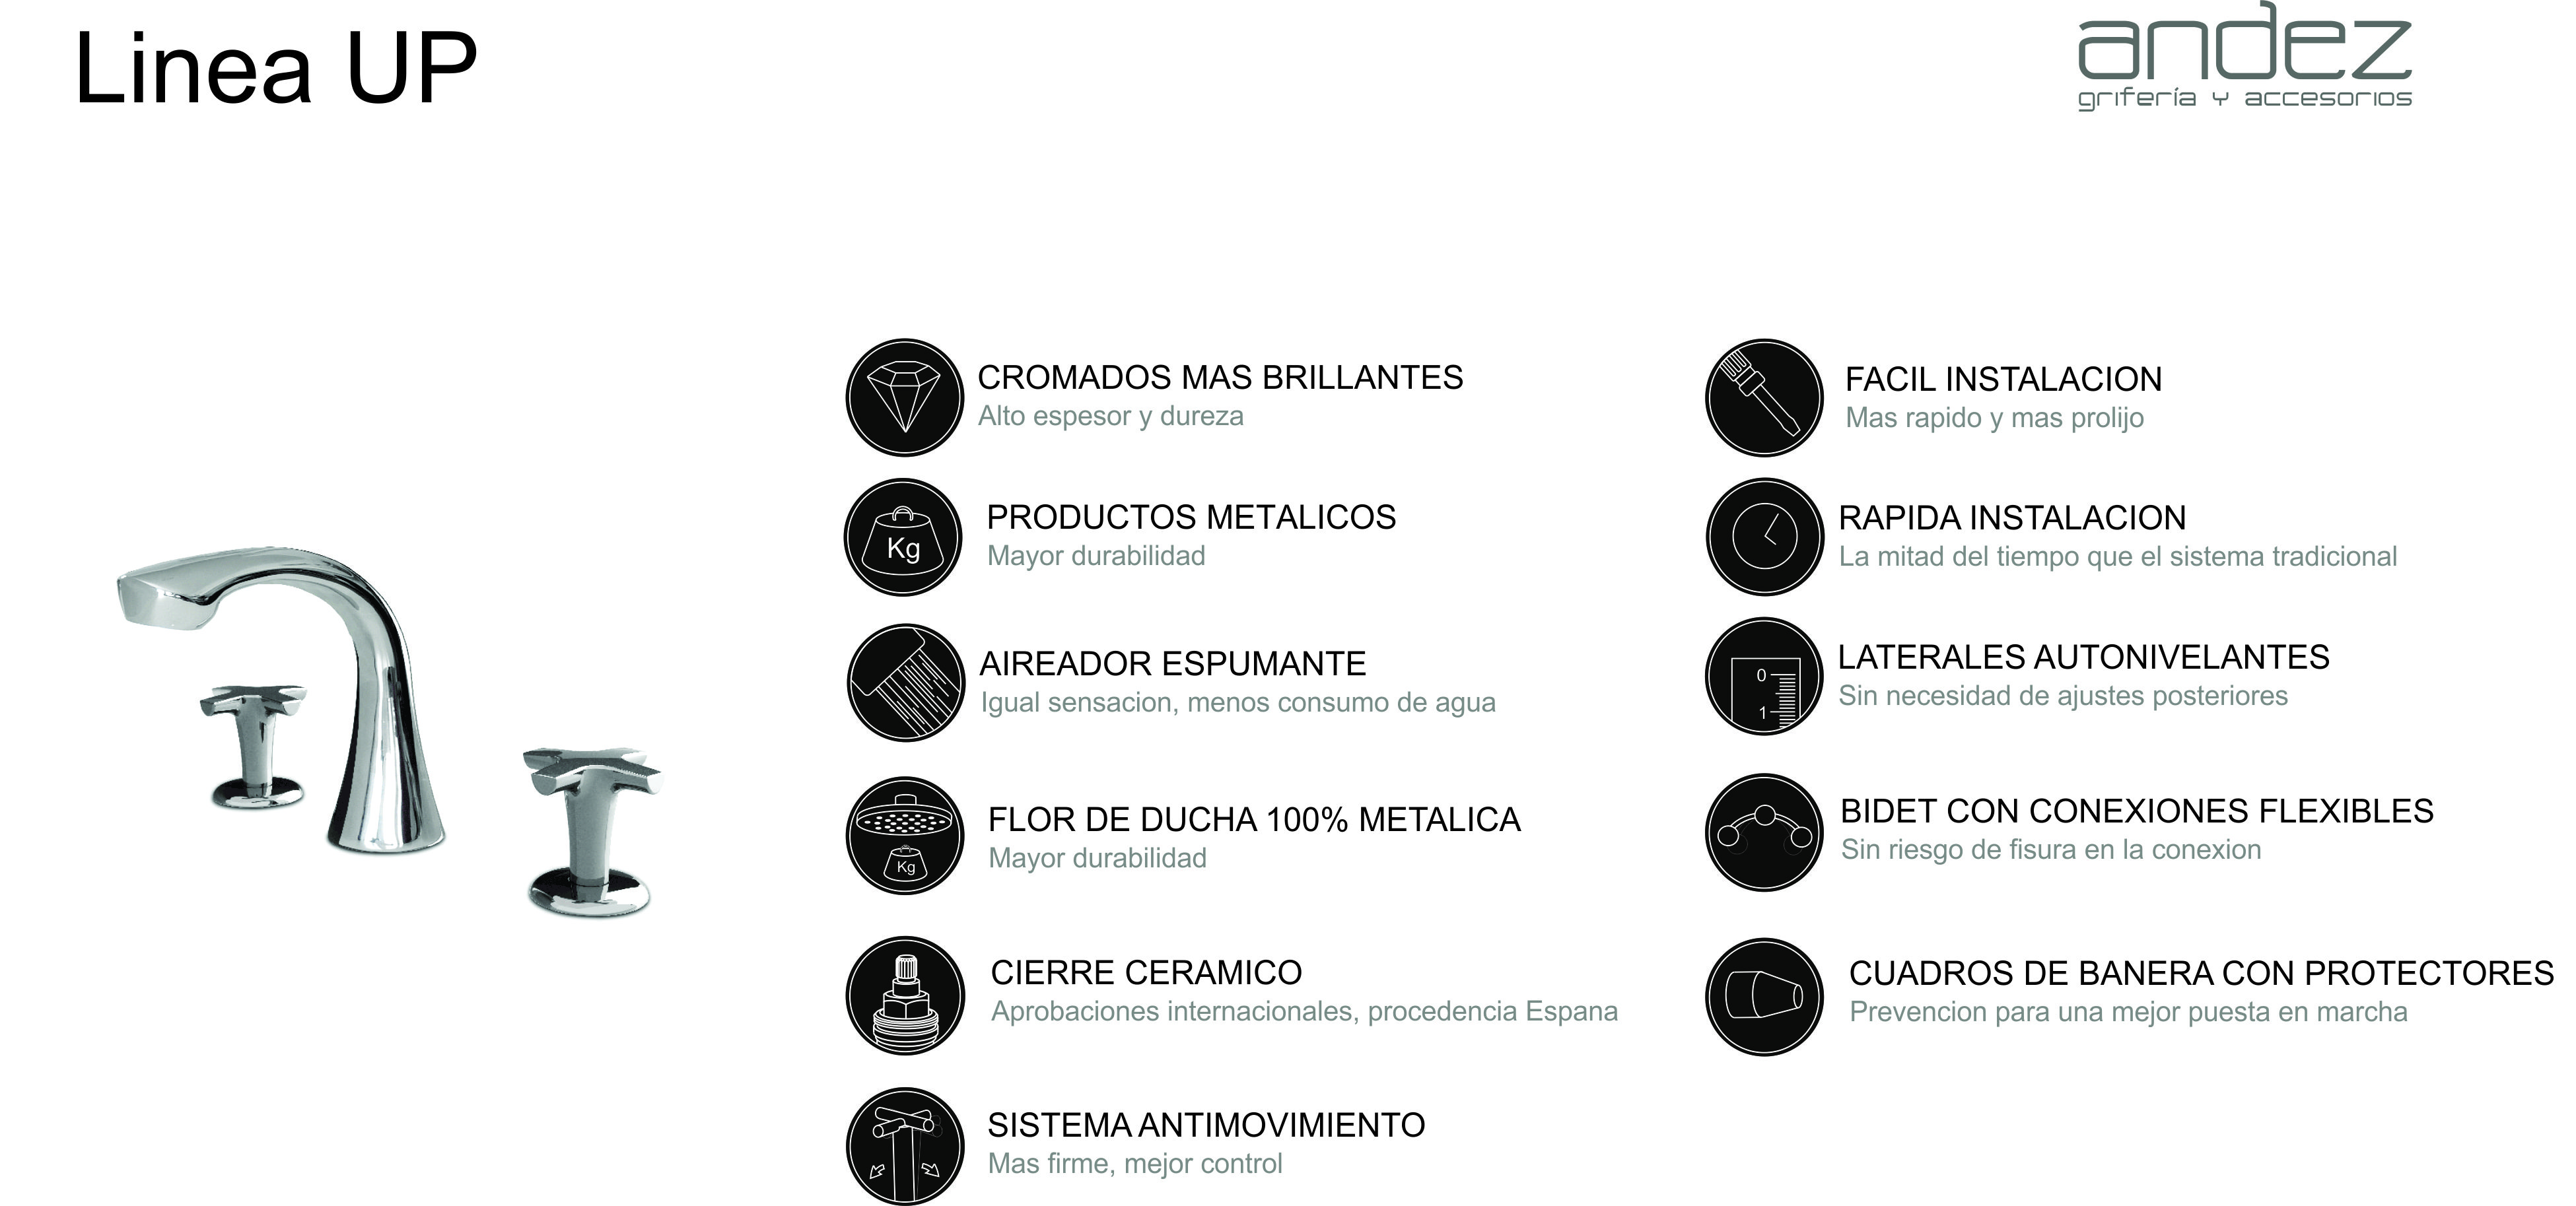 Linea UP
andez
grifería y accesorios
CROMADOS MAS BRILLANTES
Alto espesor y dureza
Kg
PRODUCTOS METALICOS
Mayor durabilidad
AIREADOR ESPUMANTE
Igual sensacion, menos consumo de agua
FLOR DE DUCHA 100% METALICA
Mayor durabilidad
Kg
CIERRE CERAMICO
Aprobaciones internacionales, procedencia Espana
SISTEMA ANTIMOVIMIENTO
Mas firme, mejor control
FACIL INSTALACION
Mas rapido y mas prolijo
RAPIDA INSTALACION
La mitad del tiempo que el sistema tradicional
0
1
LATERALES AUTONIVELANTES
Sin necesidad de ajustes posteriores
BIDET CON CONEXIONES FLEXIBLES
Sin riesgo de fisura en la conexion
CUADROS DE BANERA CON PROTECTORES
Prevencion para una mejor puesta en marcha